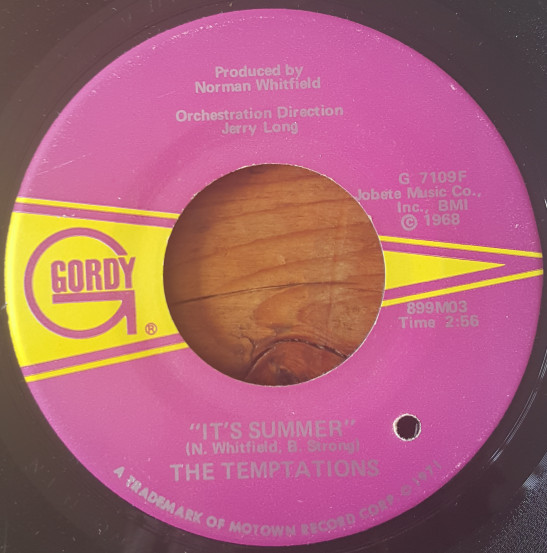 Produced by
Norman Whitfield
Orchestration Direction
Jerry Long
G 7109F
Jobete Music Co.,
Inc., BMI
© 1968
GORDY
®
899M03
Time 2:56
"IT'S SUMMER"
(N. Whitfield, B. Strong)
THE TEMPTATIONS
A TRADEMARK OF MOTOWN RECORD CORP. © 1971